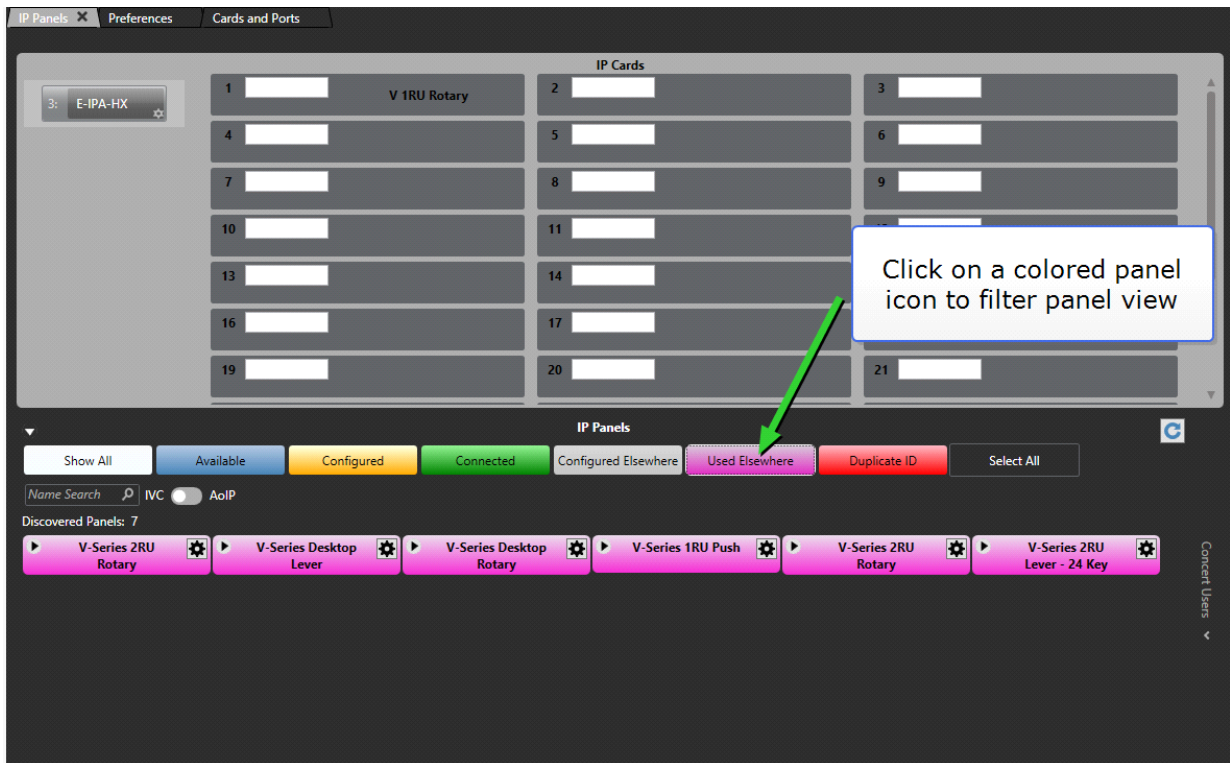 IP Panels Preferences Cards and Ports
IP Cards
3: E-IPA-HX
1 V 1RU Rotary 2 3
4 5 6
7 8 9
10 11
13 14
16 17
19 20 21
Click on a colored panel
icon to filter panel view
IP Panels
Show All Available Configured Connected Configured Elsewhere Used Elsewhere Duplicate ID Select All
Name Search IVC AoIP
Discovered Panels: 7
V-Series 2RU
Rotary
V-Series Desktop
Lever
V-Series Desktop
Rotary
V-Series 1RU Push
V-Series 2RU
Rotary
V-Series 2RU
Lever - 24 Key
Concert Users